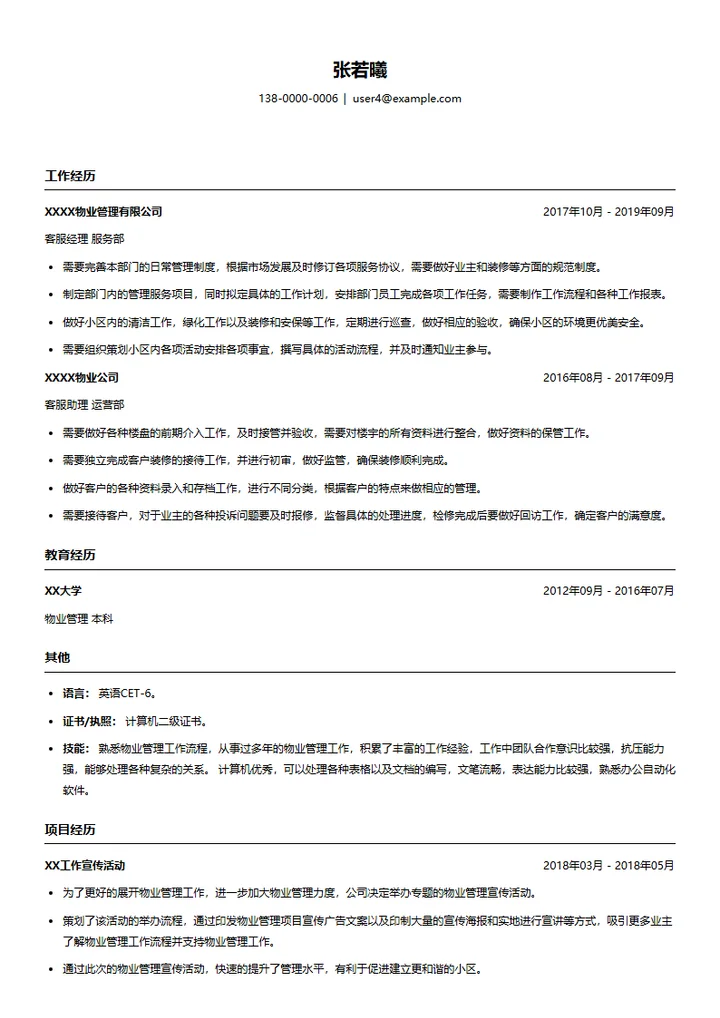 张若曦
138-0000-0006 | user4@example.com
工作经历
XXXX物业管理有限公司 2017年10月 - 2019年09月
客服经理 服务部
• 需要完善本部门的日常管理制度，根据市场发展及时修订各项服务协议，需要做好业主和装修等方面的规范制度。
• 制定部门内的管理服务项目，同时拟定具体的工作计划，安排部门员工完成各项工作任务，需要制作工作流程和各种工作报表。
• 做好小区内的清洁工作，绿化工作以及装修和安保等工作，定期进行巡查，做好相应的验收，确保小区的环境更优美安全。
• 需要组织策划小区内各项活动安排各项事宜，撰写具体的活动流程，并及时通知业主参与。
XXXX物业公司 2016年08月 - 2017年09月
客服助理 运营部
• 需要做好各种楼盘的前期介入工作，及时接管并验收，需要对楼宇的所有资料进行整合，做好资料的保管工作。
• 需要独立完成客户装修的接待工作，并进行初审，做好监管，确保装修顺利完成。
• 做好客户的各种资料录入和存档工作，进行不同分类，根据客户的特点来做相应的管理。
• 需要接待客户，对于业主的各种投诉问题要及时报修，监督具体的处理进度，检修完成后要做好回访工作，确定客户的满意度。
教育经历
XX大学 2012年09月 - 2016年07月
物业管理 本科
其他
• 语言： 英语CET-6。
• 证书/执照： 计算机二级证书。
• 技能： 熟悉物业管理工作流程，从事过多年的物业管理工作，积累了丰富的工作经验，工作中团队合作意识比较强，抗压能力
强，能够处理各种复杂的关系。 计算机优秀，可以处理各种表格以及文档的编写，文笔流畅，表达能力比较强，熟悉办公自动化
软件。
项目经历
XX工作宣传活动 2018年03月 - 2018年05月
• 为了更好的展开物业管理工作，进一步加大物业管理力度，公司决定举办专题的物业管理宣传活动。
• 策划了该活动的举办流程，通过印发物业管理项目宣传广告文案以及印制大量的宣传海报和实地进行宣讲等方式，吸引更多业主
了解物业管理工作流程并支持物业管理工作。
• 通过此次的物业管理宣传活动，快速的提升了管理水平，有利于促进建立更和谐的小区。